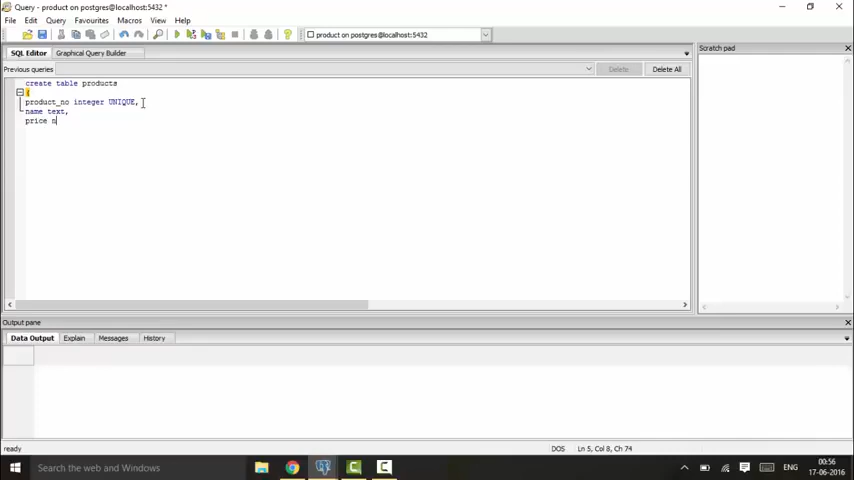 Query - product on postgres@localhost:5432 *
File Edit Query Favourites Macros View Help
product on postgres@localhost:5432
SQL Editor Graphical Query Builder
Scratch pad
Previous queries Delete Delete All
create table products
product_no integer UNIQUE,
name text,
price n
Output pane
Data Output Explain Messages History
ready DOS Ln 5, Col 8, Ch 74
Search the web and Windows
ENG
00:56
17-06-2016